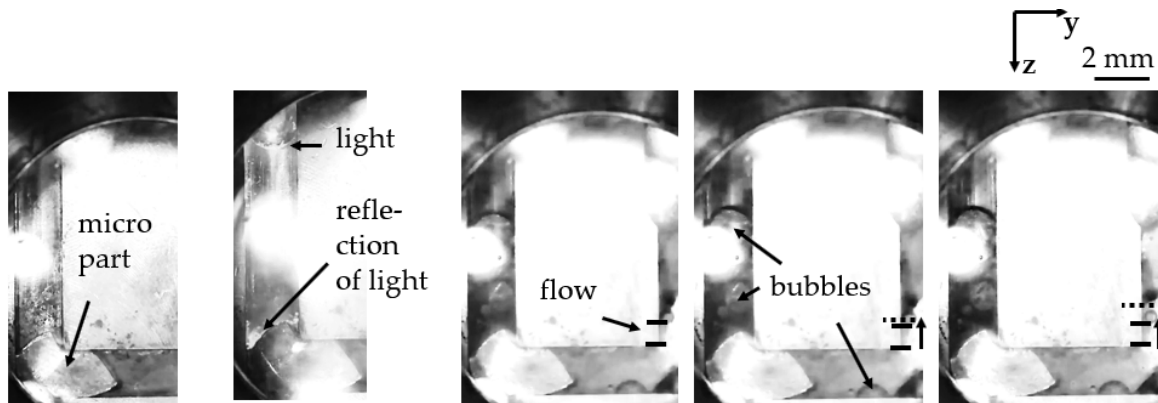 y
z
2 mm
light
micro
part
refle-
ction
of light
flow
bubbles